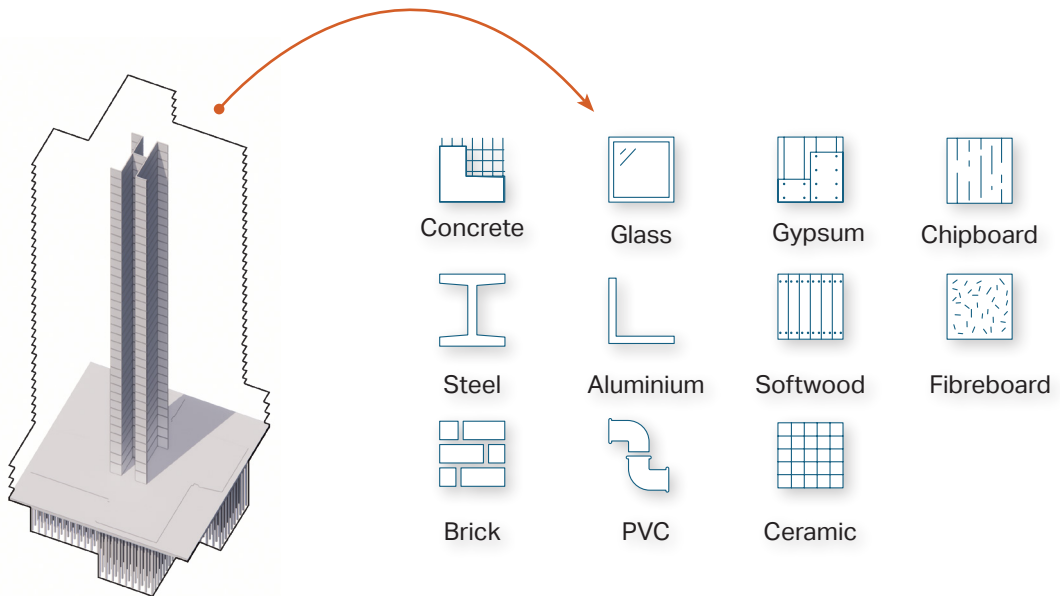 Concrete
Glass
Gypsum
Chipboard
Steel
Aluminium
Softwood
Fibreboard
Brick
PVC
Ceramic